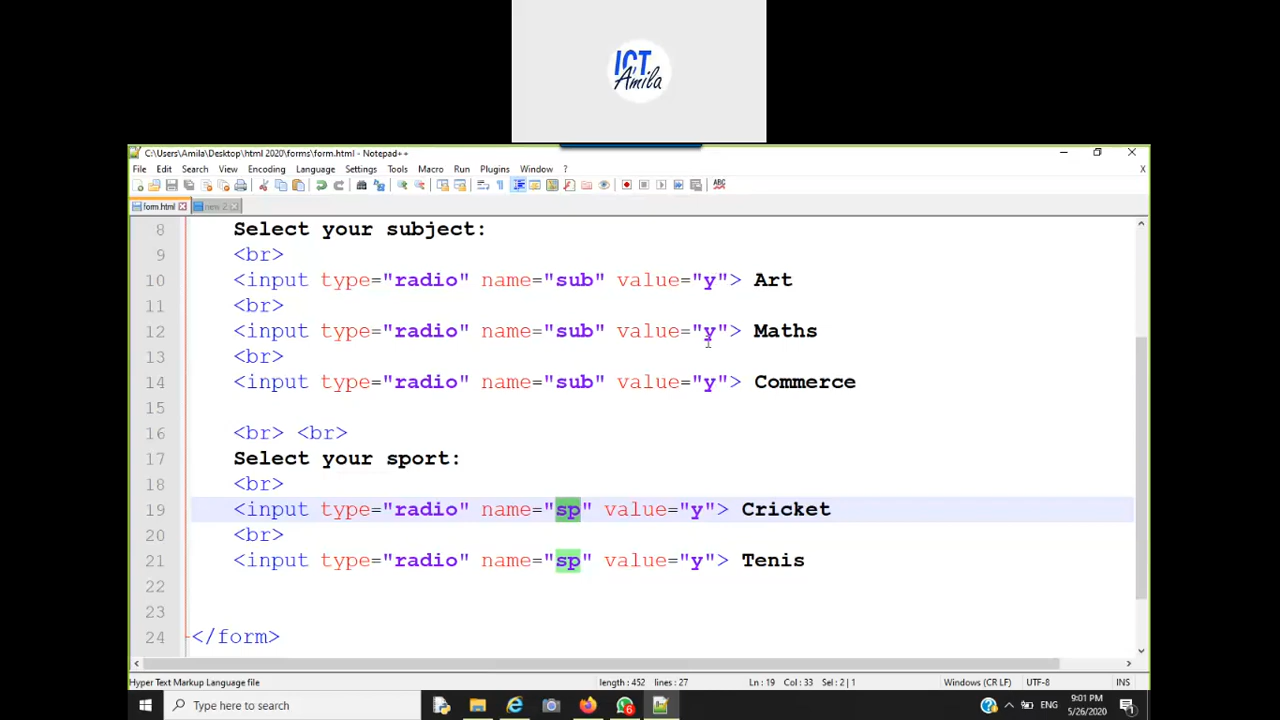 ICT.
Amila
C:\Users\Amila\Desktop\html 2020\forms\form.html - Notepad++
File Edit Search View Encoding Language Settings Tools Macro Run Plugins Window ? X
ABC
form.html new 2
8 Select your subject:
9 <br>
10 <input type="radio" name="sub" value="y"> Art
11 <br>
12 <input type="radio" name="sub" value="y"> Maths
13 <br>
14 <input type="radio" name="sub" value="y"> Commerce
15
16 <br> <br>
17 Select your sport:
18 <br>
19 <input type="radio" name="sp" value="y"> Cricket
20 <br>
21 <input type="radio" name="sp" value="y"> Tenis
22
23
24 </form>
Hyper Text Markup Language file length : 452 lines : 27 Ln : 19 Col : 33 Sel : 2 | 1 Windows (CR LF) UTF-8 INS
Type here to search 6 ENG 9:01 PM
5/26/2020 1